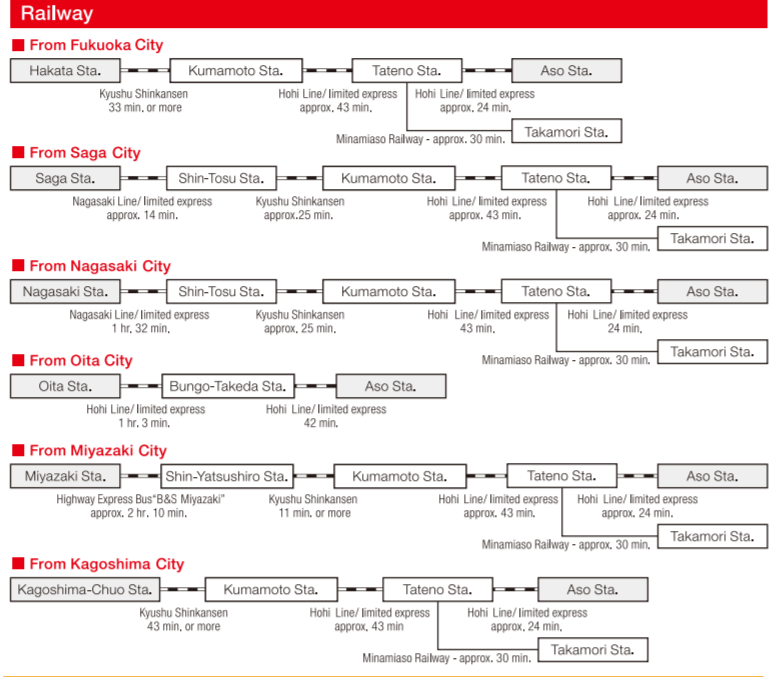 Railway
From Fukuoka City
Hakata Sta. Kumamoto Sta. Tateno Sta. Aso Sta.
Kyushu Shinkansen Hohi Line/ limited express Hohi Line/ limited express
33 min. or more approx. 43 min. approx. 24 min.
Minamiaso Railway - approx. 30 min. Takamori Sta.
From Saga City
Saga Sta. Shin-Tosu Sta. Kumamoto Sta. Tateno Sta. Aso Sta.
Nagasaki Line/ limited express Kyushu Shinkansen Hohi Line/ limited express Hohi Line/ limited express
approx. 14 min. approx.25 min. approx. 43 min. approx. 24 min.
Minamiaso Railway - approx. 30 min. Takamori Sta.
From Nagasaki City
Nagasaki Sta. Shin-Tosu Sta. Kumamoto Sta. Tateno Sta. Aso Sta.
Nagasaki Line/ limited express Kyushu Shinkansen Hohi Line/ limited express Hohi Line/ limited express
1 hr. 32 min. approx. 25 min. 43 min. 24 min.
Minamiaso Railway - approx. 30 min. Takamori Sta.
From Oita City
Oita Sta. Bungo-Takeda Sta. Aso Sta.
Hohi Line/ limited express Hohi Line/ limited express
1 hr. 3 min. 42 min.
From Miyazaki City
Miyazaki Sta. Shin-Yatsushiro Sta. Kumamoto Sta. Tateno Sta. Aso Sta.
Highway Express Bus“B&S Miyazaki” Kyushu Shinkansen Hohi Line/ limited express Hohi Line/ limited express
approx. 2 hr. 10 min. 11 min. or more approx. 43 min. approx. 24 min.
Minamiaso Railway - approx. 30 min. Takamori Sta.
From Kagoshima City
Kagoshima-Chuo Sta. Kumamoto Sta. Tateno Sta. Aso Sta.
Kyushu Shinkansen Hohi Line/ limited express Hohi Line/ limited express
43 min. or more approx. 43 min approx. 24 min.
Minamiaso Railway - approx. 30 min. Takamori Sta.